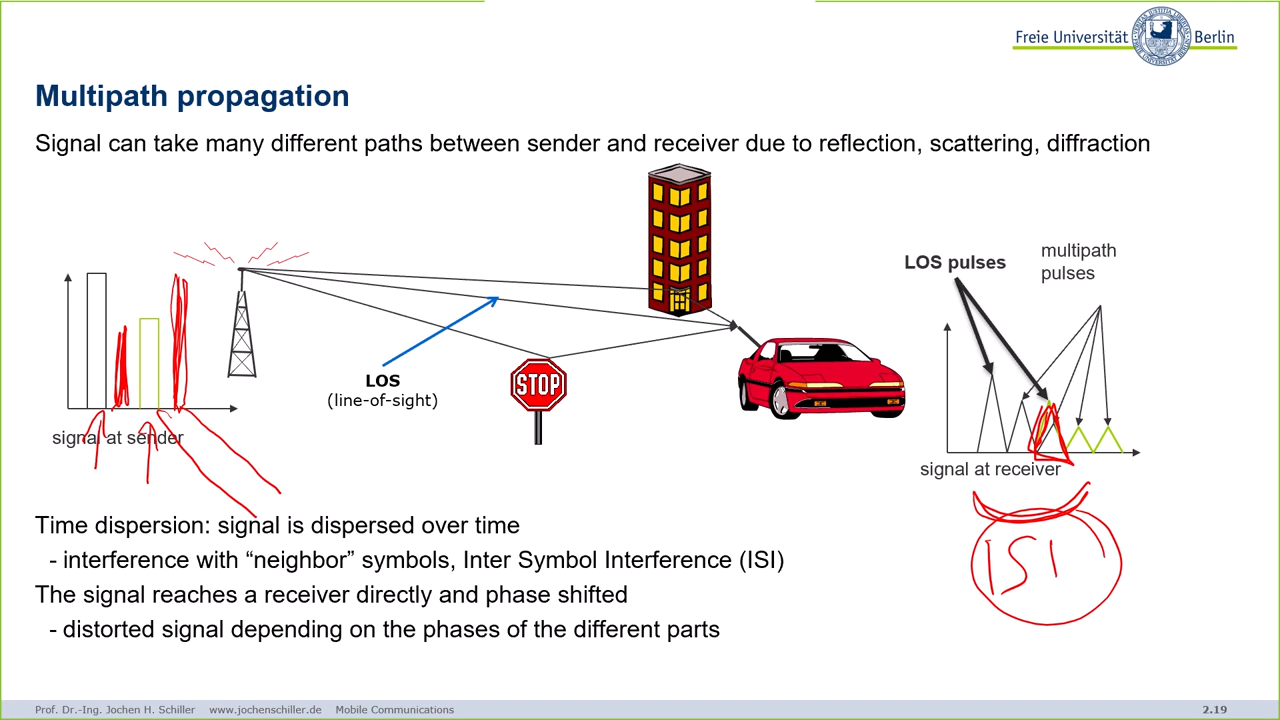 Freie Universität Berlin
Multipath propagation
Signal can take many different paths between sender and receiver due to reflection, scattering, diffraction
multipath
pulses
LOS pulses
LOS
(line-of-sight)
STOP
signal at sender
signal at receiver
Time dispersion: signal is dispersed over time
- interference with “neighbor” symbols, Inter Symbol Interference (ISI)
ISI
The signal reaches a receiver directly and phase shifted
- distorted signal depending on the phases of the different parts
Prof. Dr.-Ing. Jochen H. Schiller www.jochenschiller.de Mobile Communications 2.19